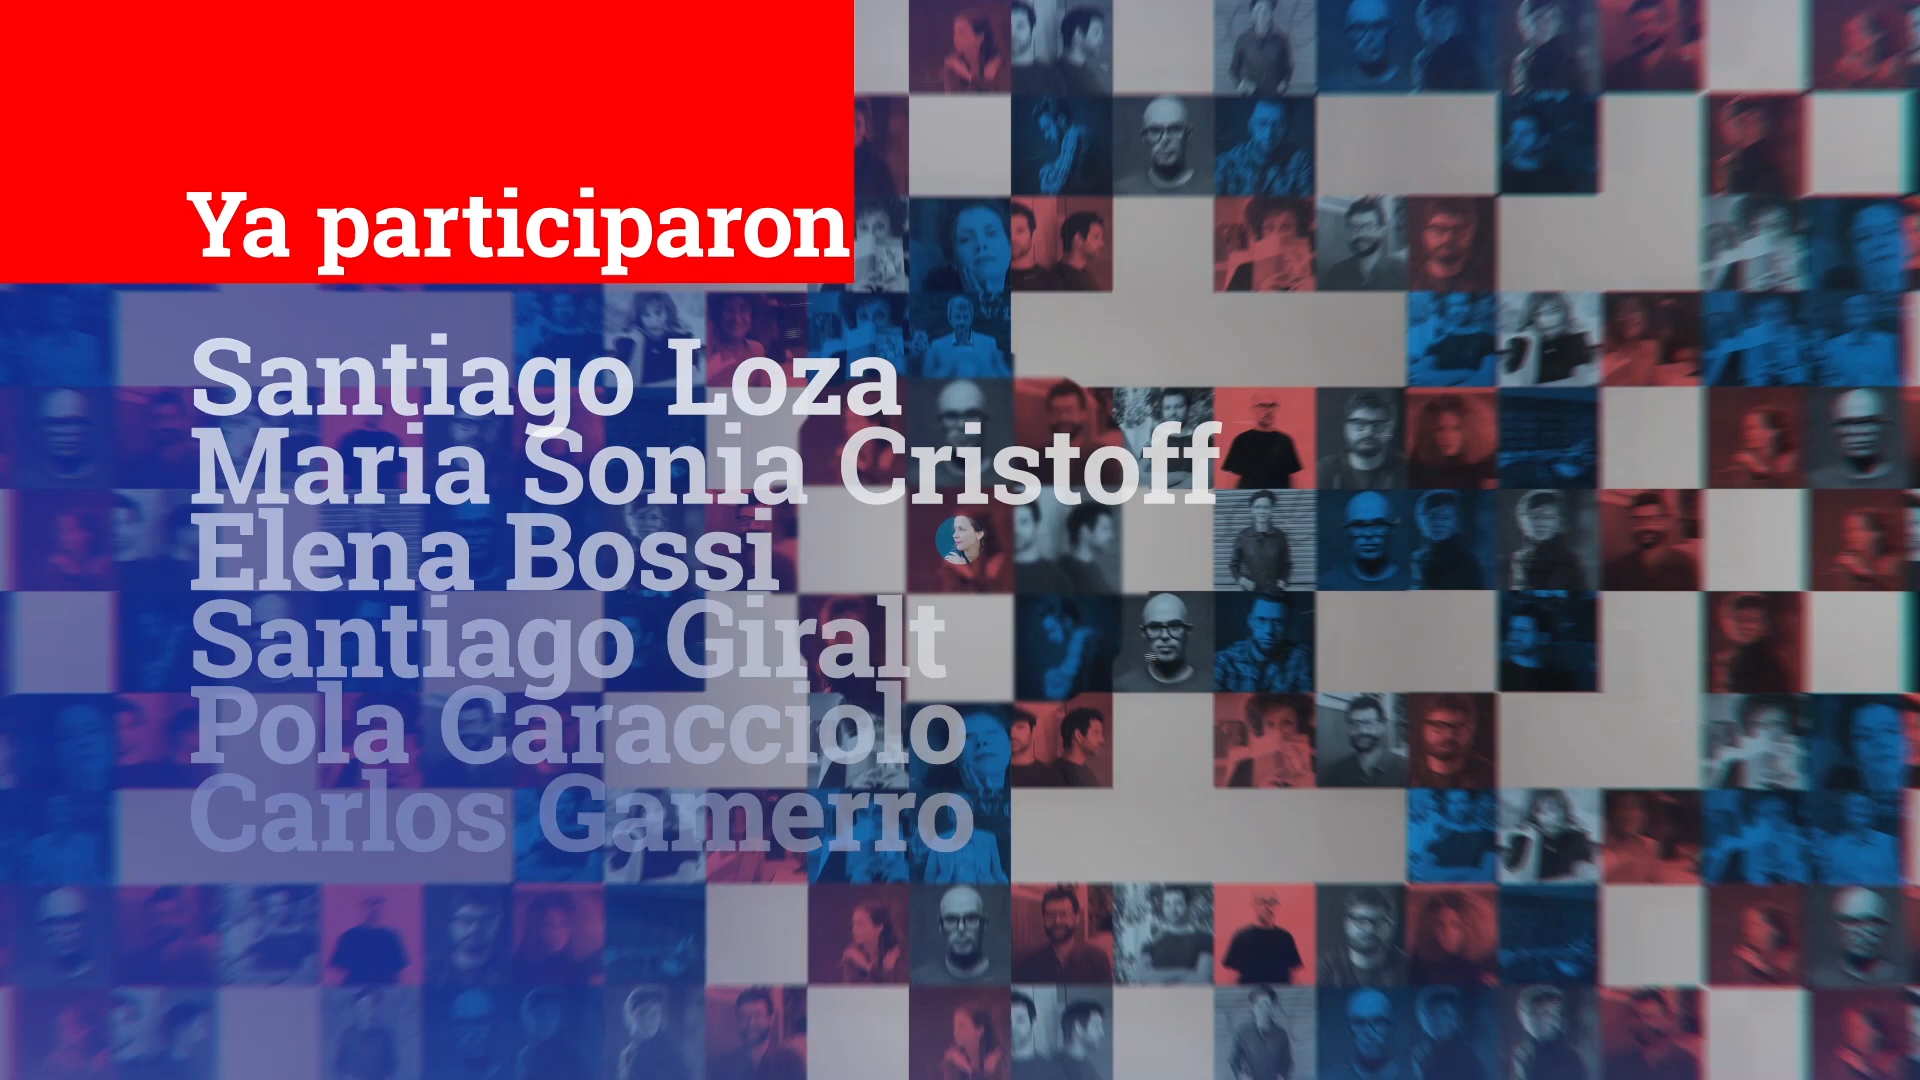 Ya participaron
Santiago Loza
Maria Sonia Cristoff
Elena Bossi
Santiago Giralt
Pola Caracciolo
Carlos Gamerro